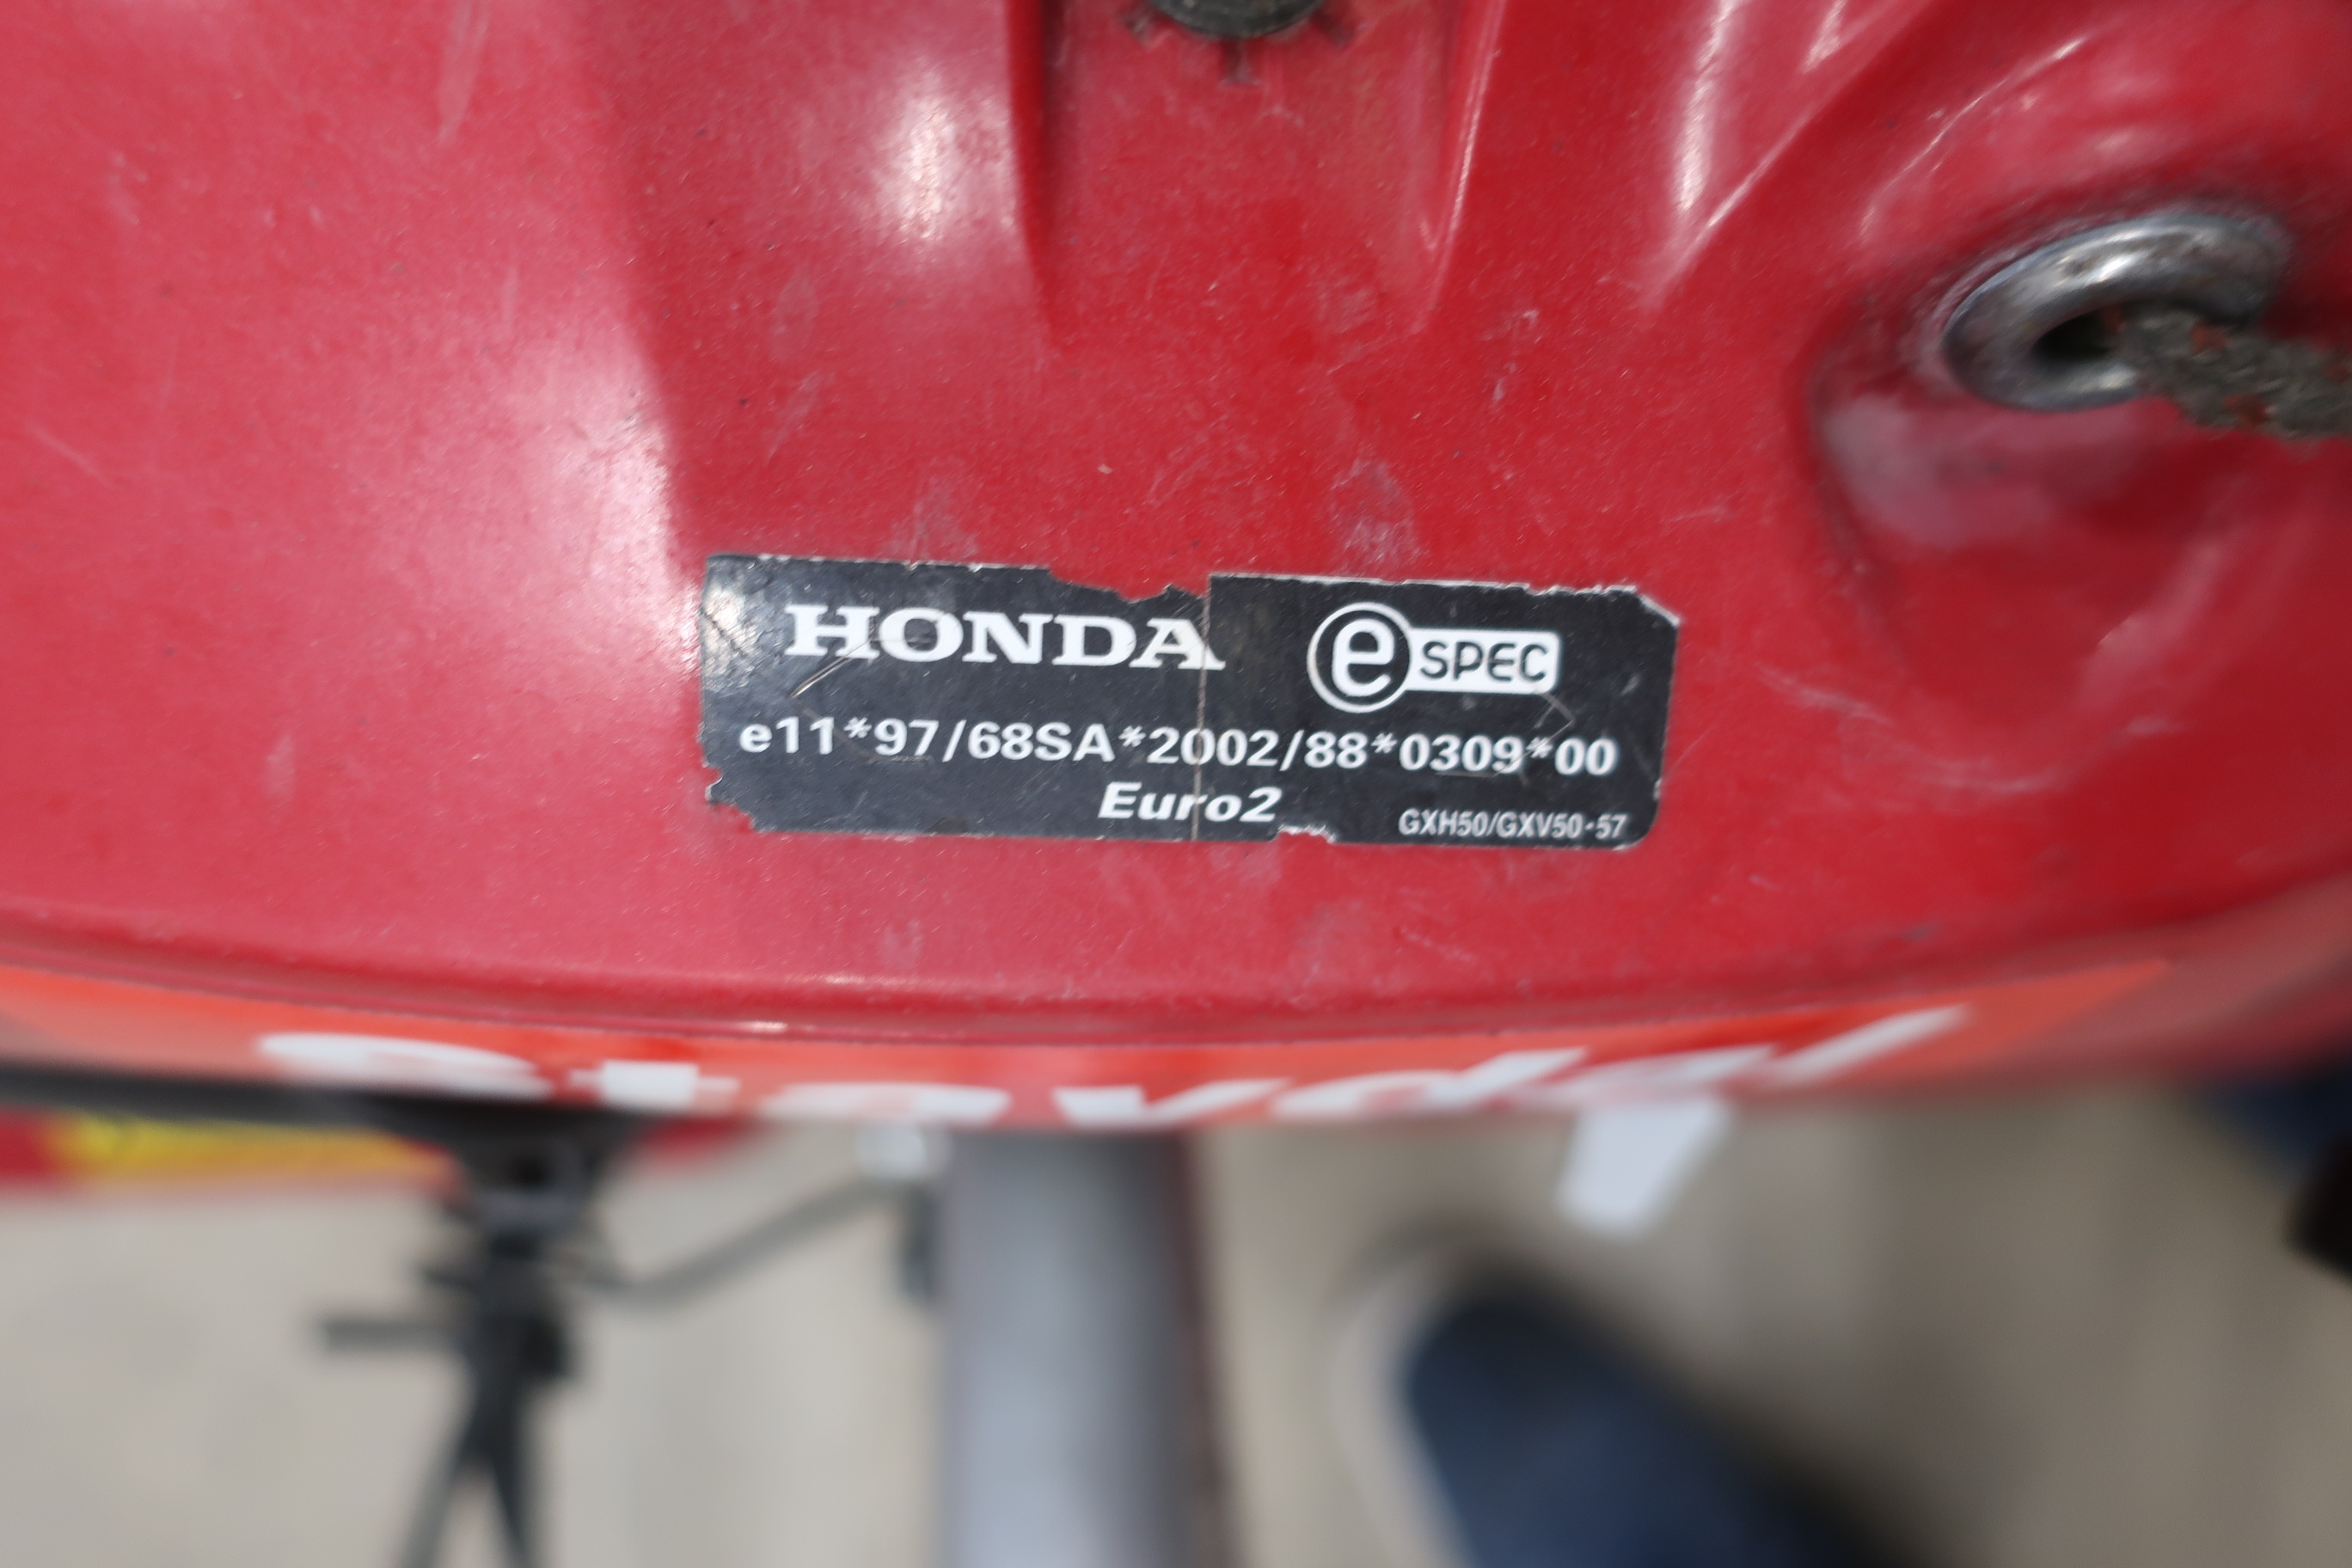 HONDA e SPEC
e11*97/68SA*2002/88*0309*00
Euro2
GXH50/GXV50·57